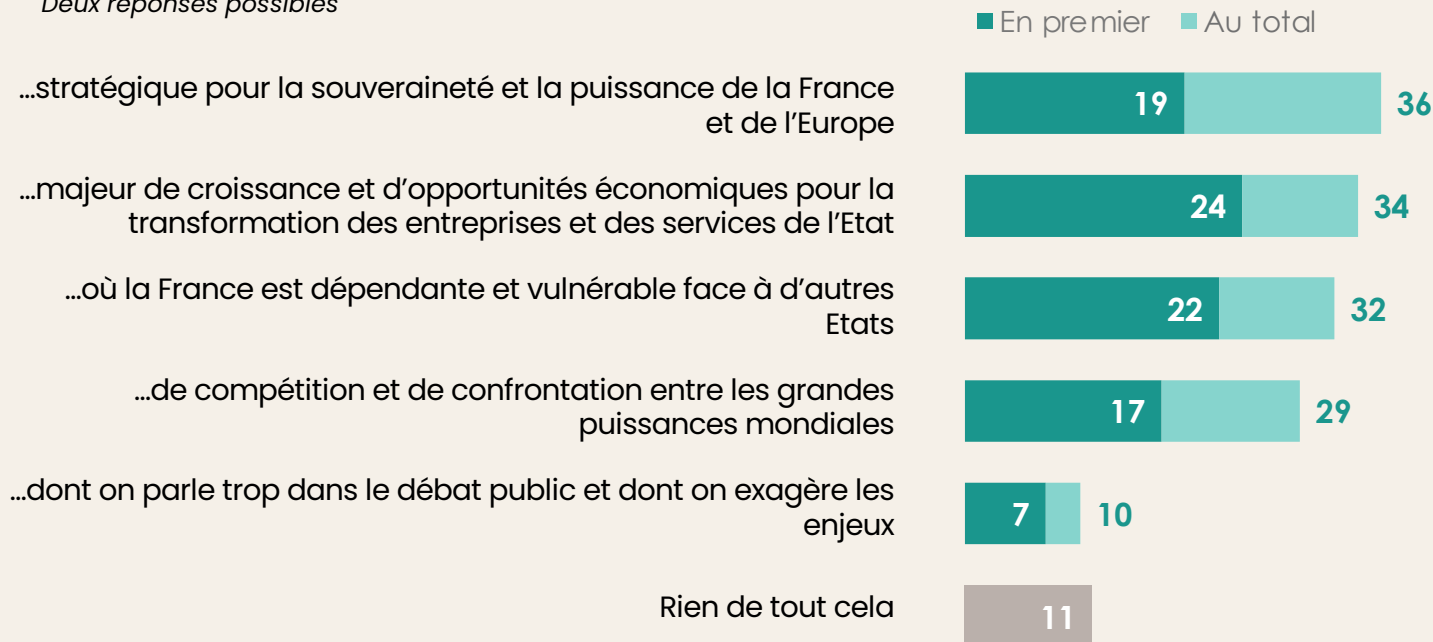 Deux réponses possibles
En premier Au total
...stratégique pour la souveraineté et la puissance de la France
et de l’Europe
19 36
...majeur de croissance et d’opportunités économiques pour la
transformation des entreprises et des services de l’Etat
24 34
...où la France est dépendante et vulnérable face à d’autres
Etats
22 32
...de compétition et de confrontation entre les grandes
puissances mondiales
17 29
...dont on parle trop dans le débat public et dont on exagère les
enjeux
7 10
Rien de tout cela
11